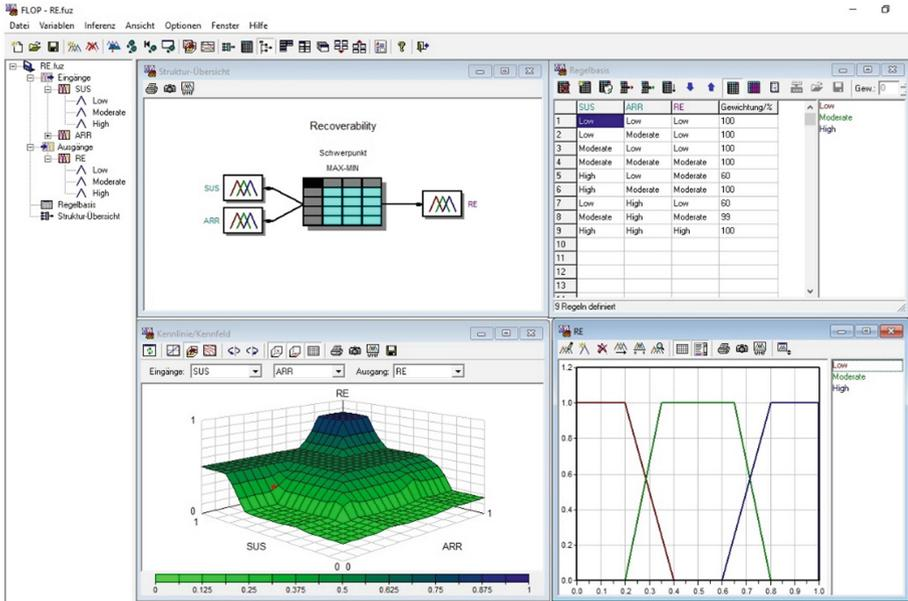 FLOP - RE.fuz
Datei Variablen Inferenz Ansicht Optionen Fenster Hilfe
RE.fuz
Eingänge
SUS
Low
Moderate
High
ARR
Ausgänge
RE
Low
Moderate
High
Regelbasis
Struktur-Übersicht
Struktur-Übersicht
Recoverability
Schwerpunkt
MAX-MIN
SUS
ARR
RE
Regelbasis
Gew.: 0
SUS ARR RE Gewichtung/%
1 Low Low Low 100
2 Low Moderate Low 100
3 Moderate Low Low 100
4 Moderate Moderate Moderate 100
5 High Low Moderate 60
6 High Moderate Moderate 100
7 Low High Low 60
8 Moderate High Moderate 99
9 High High High 100
10
11
12
13
Low
Moderate
High
9 Regeln definiert
Kennlinie/Kennfeld
Eingänge: SUS ARR Ausgang: RE
RE
1
0
1
1
SUS
ARR
0 0
0 0.125 0.25 0.375 0.5 0.625 0.75 0.875 1
RE
1.2
1.0
0.8
0.6
0.4
0.2
0.0
0.0 0.1 0.2 0.3 0.4 0.5 0.6 0.7 0.8 0.9 1.0
Low
Moderate
High